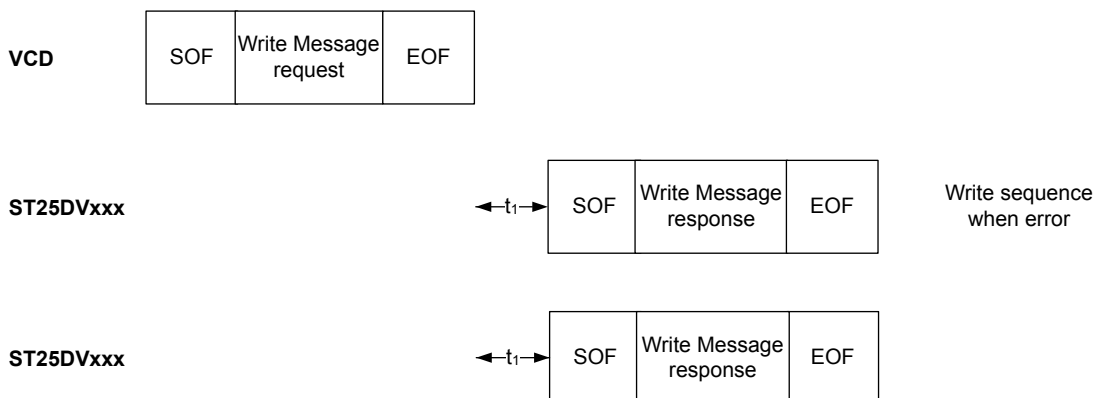 VCD
SOF
Write Message
request
EOF
ST25DVxxx
t1
SOF
Write Message
response
EOF
Write sequence
when error
ST25DVxxx
t1
SOF
Write Message
response
EOF